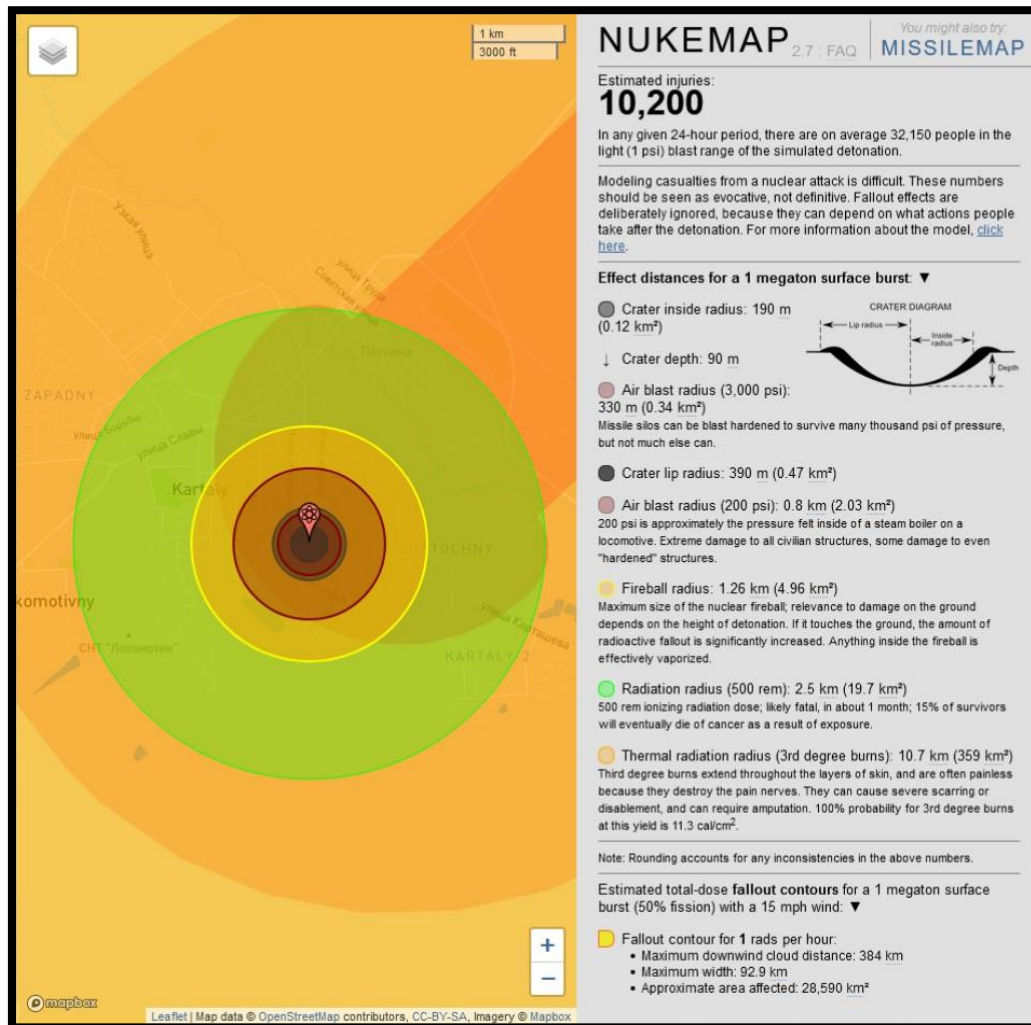 1 km
3000 ft
Узкая улица
улица Труда
Советская улица
Полтавка
ZAPADNY
улица Борьбы
улица Славы
Kartaly
VOSTOCHNY
komotivny
улица Карташева
СНТ "Локомотив"
KARTALY-2
+
−
mapbox
Leaflet | Map data © OpenStreetMap contributors, CC-BY-SA, Imagery © Mapbox
NUKEMAP 2.7 : FAQ
You might also try:
MISSILEMAP
Estimated injuries:
10,200
In any given 24-hour period, there are on average 32,150 people in the
light (1 psi) blast range of the simulated detonation.
Modeling casualties from a nuclear attack is difficult. These numbers
should be seen as evocative, not definitive. Fallout effects are
deliberately ignored, because they can depend on what actions people
take after the detonation. For more information about the model, click
here.
Effect distances for a 1 megaton surface burst: ▼
Crater inside radius: 190 m
(0.12 km²)
CRATER DIAGRAM
Lip radius
Inside
radius
Depth
↓ Crater depth: 90 m
Air blast radius (3,000 psi):
330 m (0.34 km²)
Missile silos can be blast hardened to survive many thousand psi of pressure,
but not much else can.
Crater lip radius: 390 m (0.47 km²)
Air blast radius (200 psi): 0.8 km (2.03 km²)
200 psi is approximately the pressure felt inside of a steam boiler on a
locomotive. Extreme damage to all civilian structures, some damage to even
"hardened" structures.
Fireball radius: 1.26 km (4.96 km²)
Maximum size of the nuclear fireball; relevance to damage on the ground
depends on the height of detonation. If it touches the ground, the amount of
radioactive fallout is significantly increased. Anything inside the fireball is
effectively vaporized.
Radiation radius (500 rem): 2.5 km (19.7 km²)
500 rem ionizing radiation dose; likely fatal, in about 1 month; 15% of survivors
will eventually die of cancer as a result of exposure.
Thermal radiation radius (3rd degree burns): 10.7 km (359 km²)
Third degree burns extend throughout the layers of skin, and are often painless
because they destroy the pain nerves. They can cause severe scarring or
disablement, and can require amputation. 100% probability for 3rd degree burns
at this yield is 11.3 cal/cm².
Note: Rounding accounts for any inconsistencies in the above numbers.
Estimated total-dose fallout contours for a 1 megaton surface
burst (50% fission) with a 15 mph wind: ▼
Fallout contour for 1 rads per hour:
• Maximum downwind cloud distance: 384 km
• Maximum width: 92.9 km
• Approximate area affected: 28,590 km²